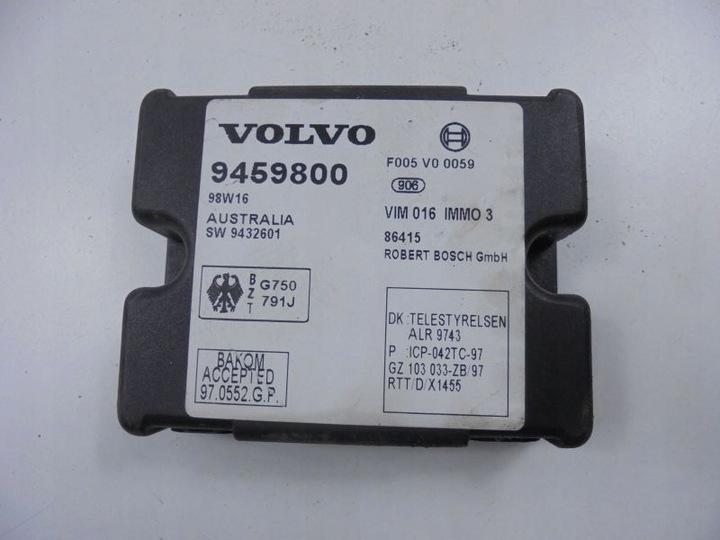 VOLVO
9459800
98W16
AUSTRALIA
SW 9432601
F005 V0 0059
906
VIM 016 IMMO 3
86415
ROBERT BOSCH GmbH
BZT
G750
791J
BAKOM
ACCEPTED
97.0552.G.P.
DK :TELESTYRELSEN
ALR 9743
P :ICP-042TC-97
GZ 103 033-ZB/97
RTT/D/X1455